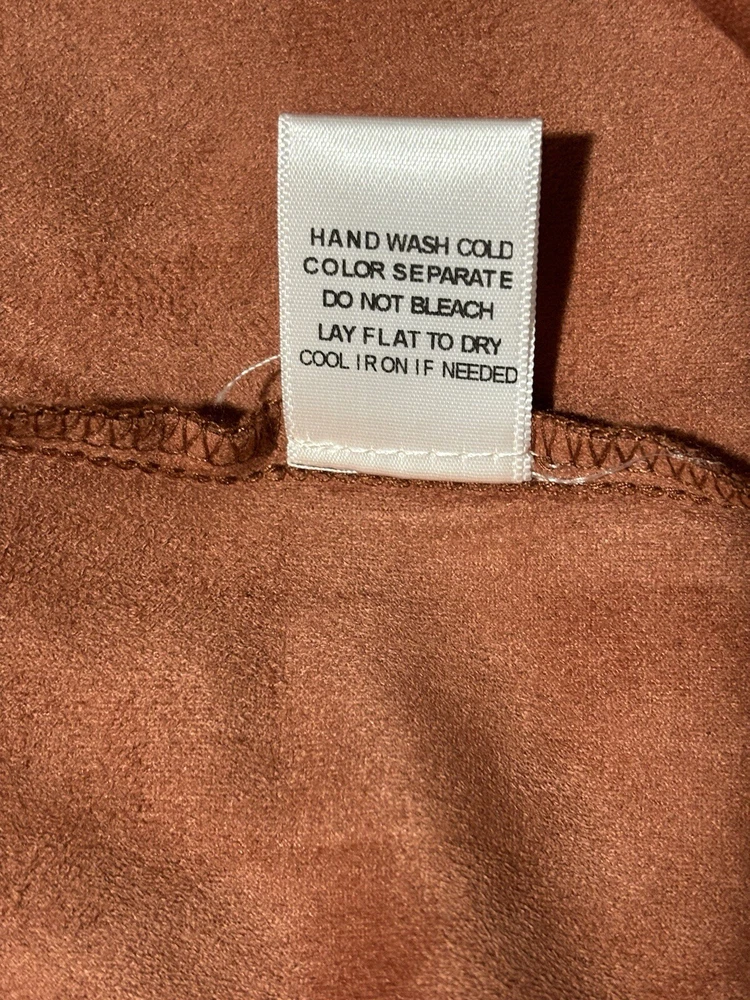 HAND WASH COLD
COLOR SEPARATE
DO NOT BLEACH
LAY FLAT TO DRY
COOL IRON IF NEEDED